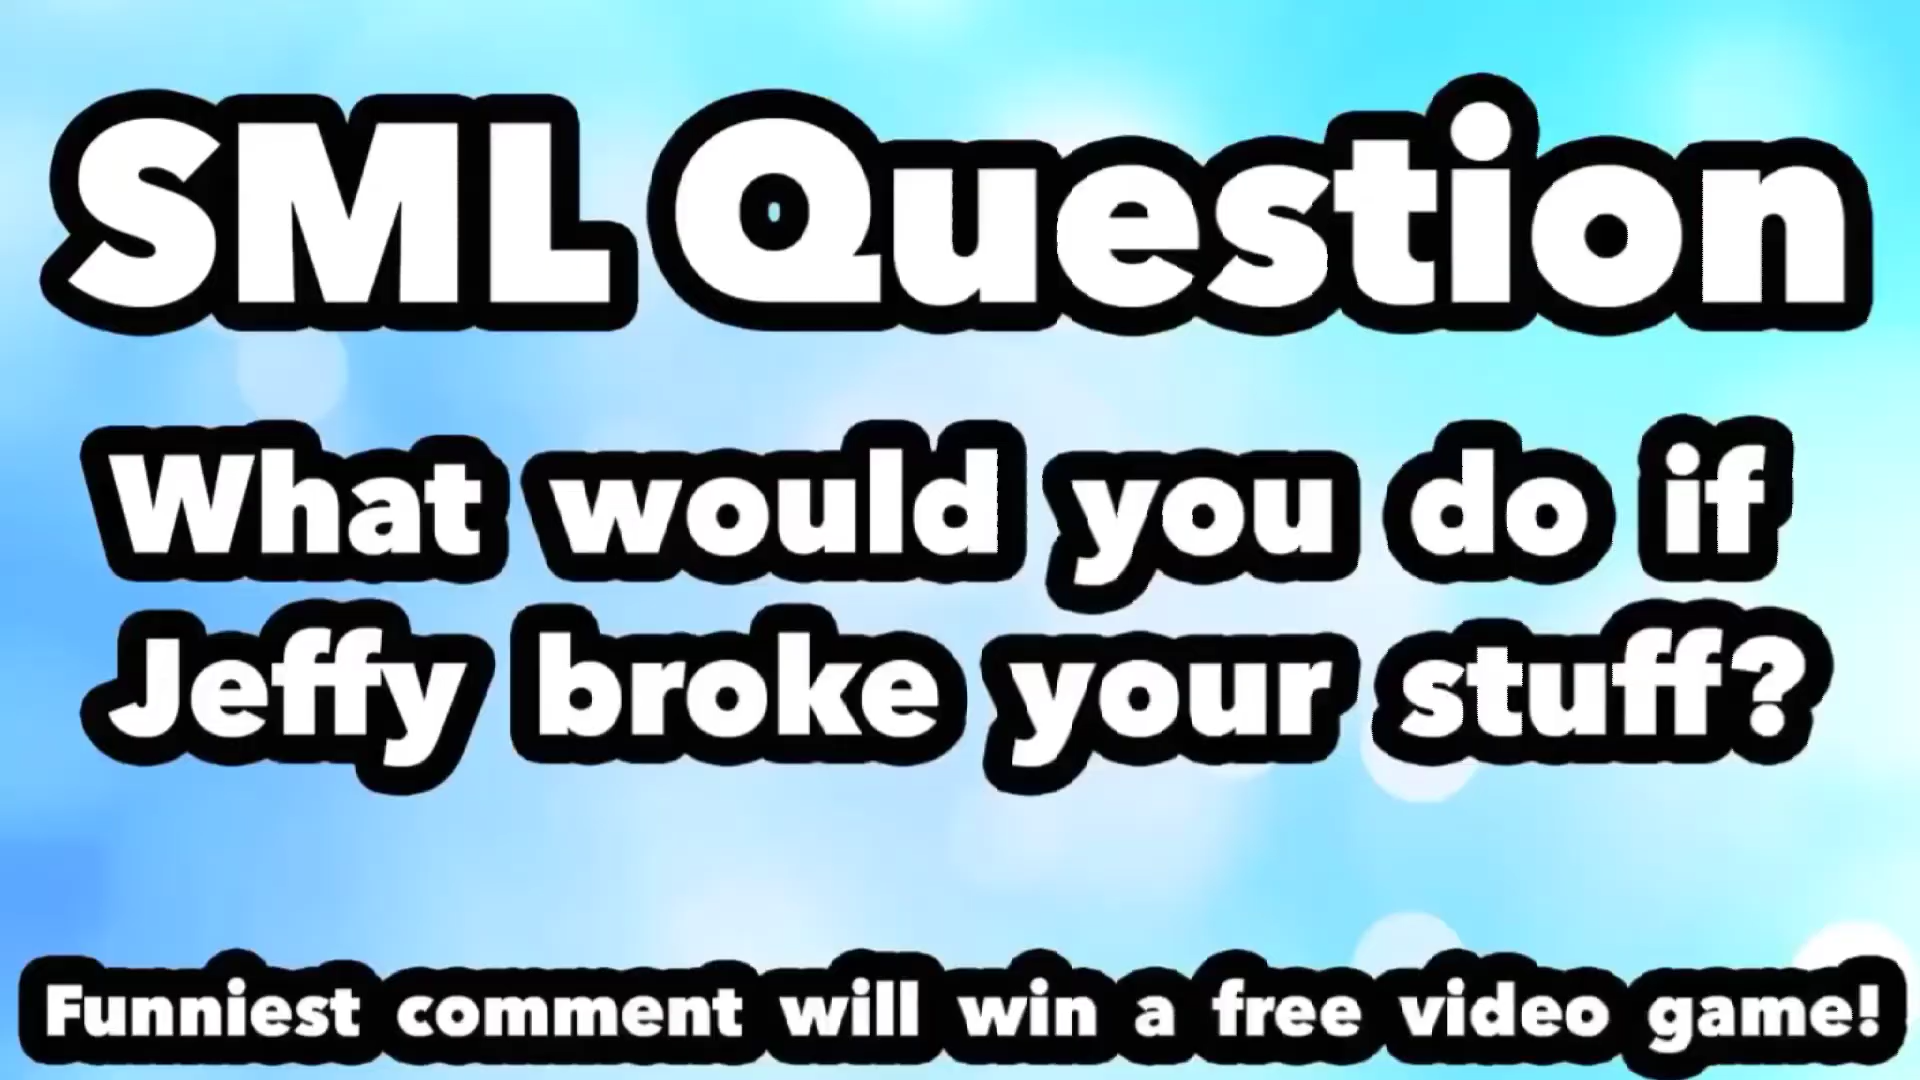 SML Question
What would you do if
Jeffy broke your stuff?
Funniest comment will win a free video game!